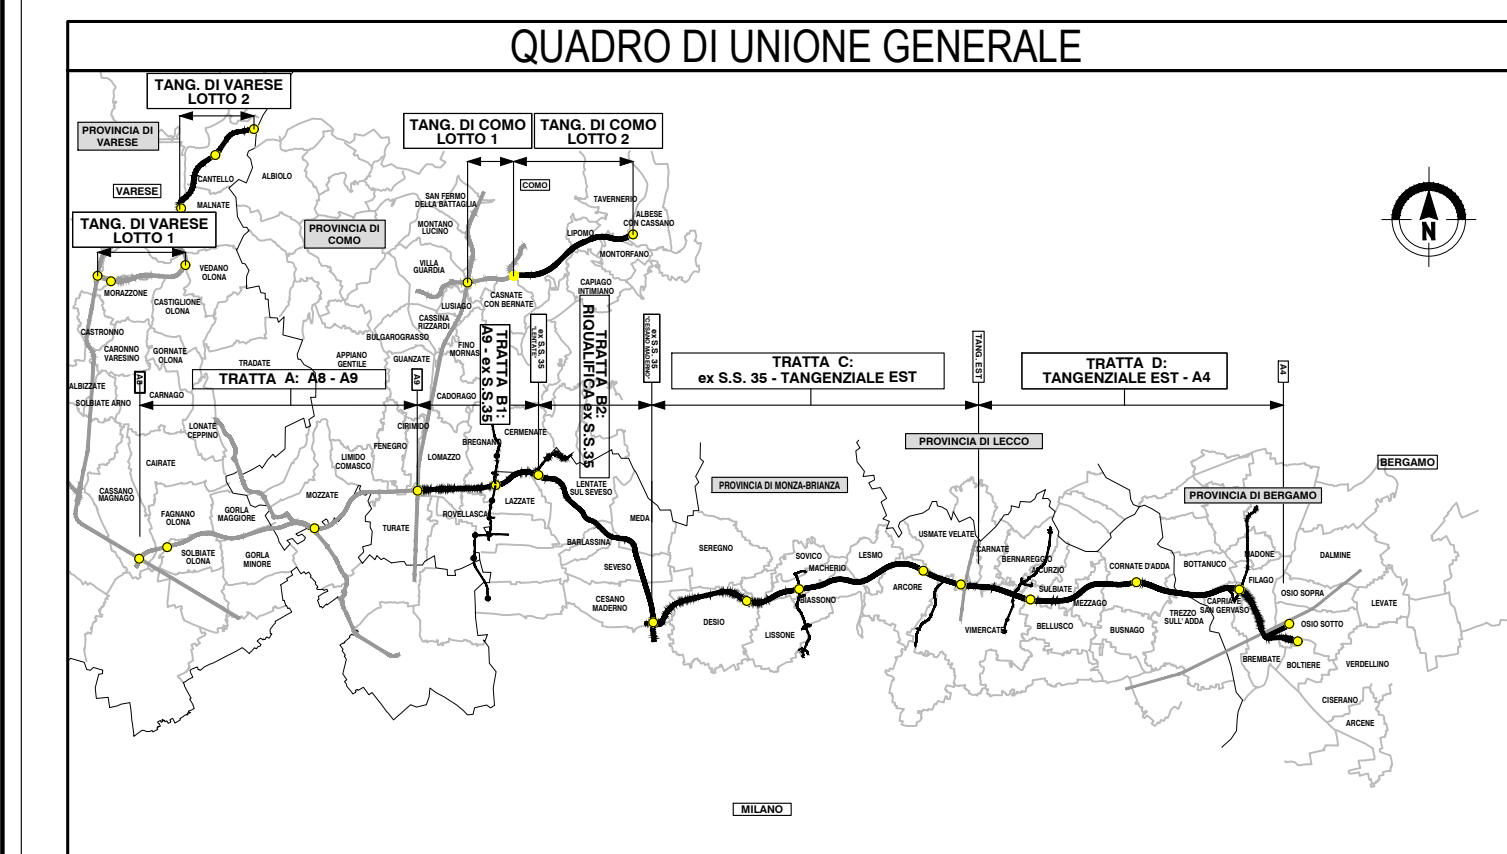 QUADRO DI UNIONE GENERALE
TANG. DI VARESE
LOTTO 2
PROVINCIA DI
VARESE
VARESE
CANTELLO
ALBIOLO
MALNATE
TANG. DI VARESE
LOTTO 1
VEDANO
OLONA
MORAZZONE
CASTIGLIONE
OLONA
PROVINCIA DI
COMO
TANG. DI COMO
LOTTO 1
TANG. DI COMO
LOTTO 2
COMO
SAN FERMO
DELLA BATTAGLIA
MONTANO
LUCINO
VILLA
GUARDIA
TAVERNERIO
ALBESE
CON CASSANO
LIPOMO
MONTORFANO
CAPIAGO
INTIMIANO
LUSIAGO
CASNATE
CON BERNATE
CASSINA
RIZZARDI
BULGAROGRASSO
FINO
MORNAS
GUANZATE
APPIANO
GENTILE
TRADATE
CASTRONNO
CARONNO
VARESINO
GORNATE
OLONA
ALBIZZATE
SOLBIATE ARNO
CARNAGO
A8
TRATTA A: A8 - A9
A9
TRATTA B1:
A9 - ex S.S.35
ex S.S. 35
"LENTATE"
TRATTA B2:
RIQUALIFICA ex S.S.35
ex S.S. 35
"CESANO MADERNO"
TRATTA C:
ex S.S. 35 - TANGENZIALE EST
TANG. EST
TRATTA D:
TANGENZIALE EST - A4
A4
N
CADORAGO
CIRIMIDO
FENEGRO
LONATE
CEPPINO
LIMIDO
COMASCO
LOMAZZO
BREGNANO
CERMENATE
CAIRATE
CASSANO
MAGNAGO
FAGNANO
OLONA
GORLA
MAGGIORE
MOZZATE
TURATE
ROVELLASCA
LAZZATE
LENTATE
SUL SEVESO
SOLBIATE
OLONA
GORLA
MINORE
MEDA
BARLASSINA
SEVESO
CESANO
MADERNO
PROVINCIA DI MONZA-BRIANZA
PROVINCIA DI LECCO
BERGAMO
PROVINCIA DI BERGAMO
SEREGNO
SOVICO
MACHERIO
BIASSONO
LESMO
DESIO
LISSONE
USMATE VELATE
CARNATE
BERNAREGGIO
ARCORE
SULBIATE
MEZZAGO
VIMERCATE
BELLUSCO
CORNATE D'ADDA
BUSNAGO
BOTTANUCO
TREZZO
SULL' ADDA
MADONE
FILAGO
CAPRIATE
SAN GERVASO
DALMINE
OSIO SOPRA
OSIO SOTTO
LEVATE
BREMBATE
BOLTIERE
VERDELLINO
CISERANO
ARCENE
MILANO